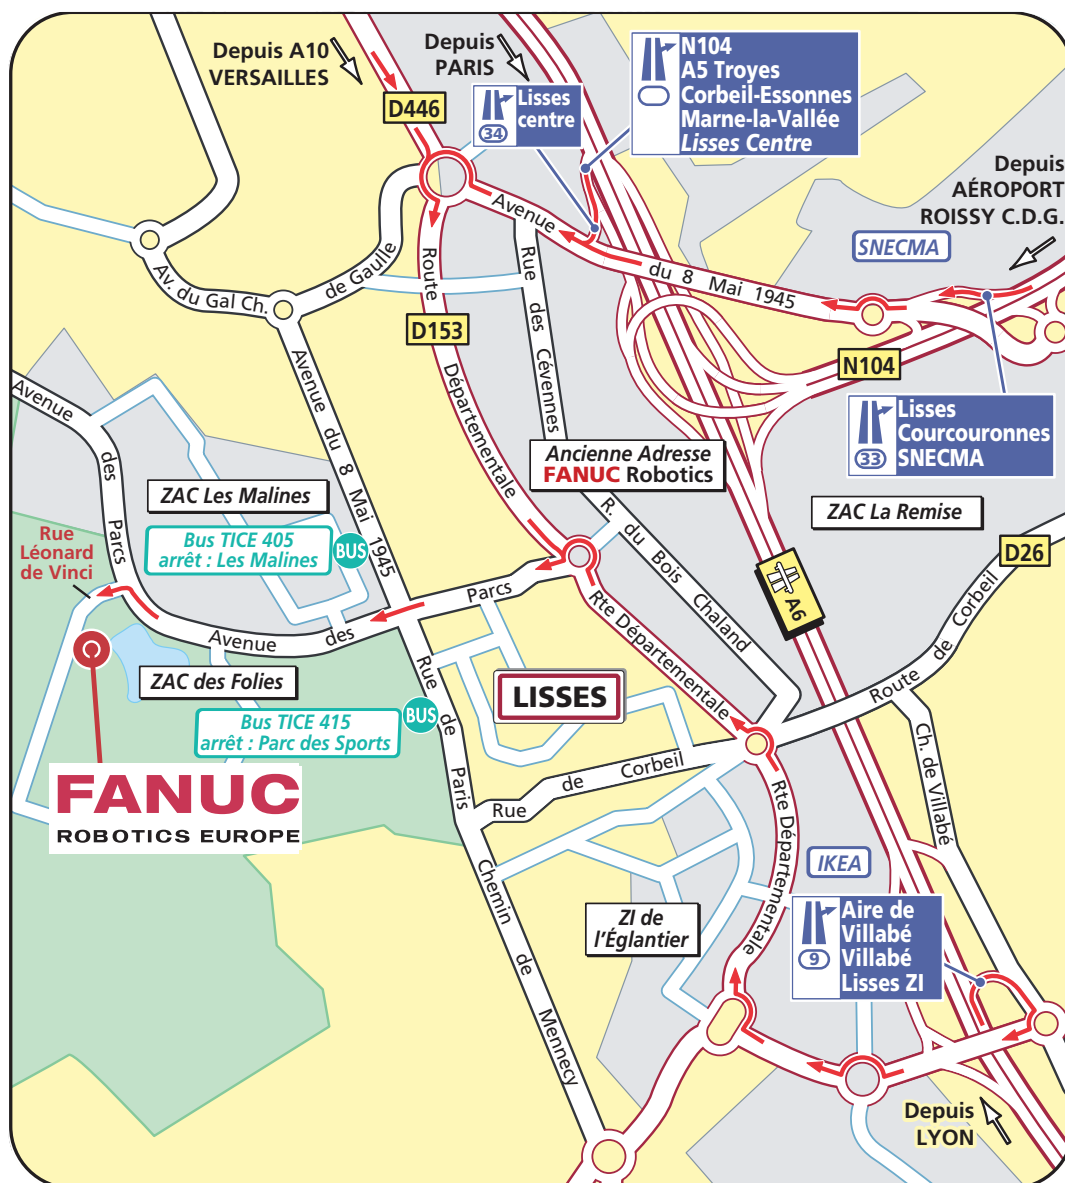 Depuis A10
VERSAILLES
Depuis
PARIS
N104
A5 Troyes
Corbeil-Essonnes
Marne-la-Vallée
Lisses Centre
Lisses
centre
34
D446
Depuis
AÉROPORT
ROISSY C.D.G.
SNECMA
Avenue
du 8 Mai 1945
Route
Départementale
Rue des Cévennes
Av. du Gal Ch.
de Gaulle
D153
N104
Lisses
Courcouronnes
SNECMA
33
Avenue
des
Parcs
Avenue du 8 Mai 1945
Ancienne Adresse
FANUC Robotics
ZAC Les Malines
ZAC La Remise
Bus TICE 405
arrêt : Les Malines
BUS
Rue
Léonard
de Vinci
D26
R. du Bois Chaland
A6
Parcs
des
Avenue
Rte Départementale
Route de Corbeil
ZAC des Folies
LISSES
Rue de Paris
Bus TICE 415
arrêt : Parc des Sports
BUS
Ch. de Villabé
Rue de Corbeil
FANUC
ROBOTICS EUROPE
Rte Départementale
IKEA
Chemin de Mennecy
ZI de
l'Églantier
Aire de
Villabé
Villabé
Lisses ZI
9
Depuis
LYON